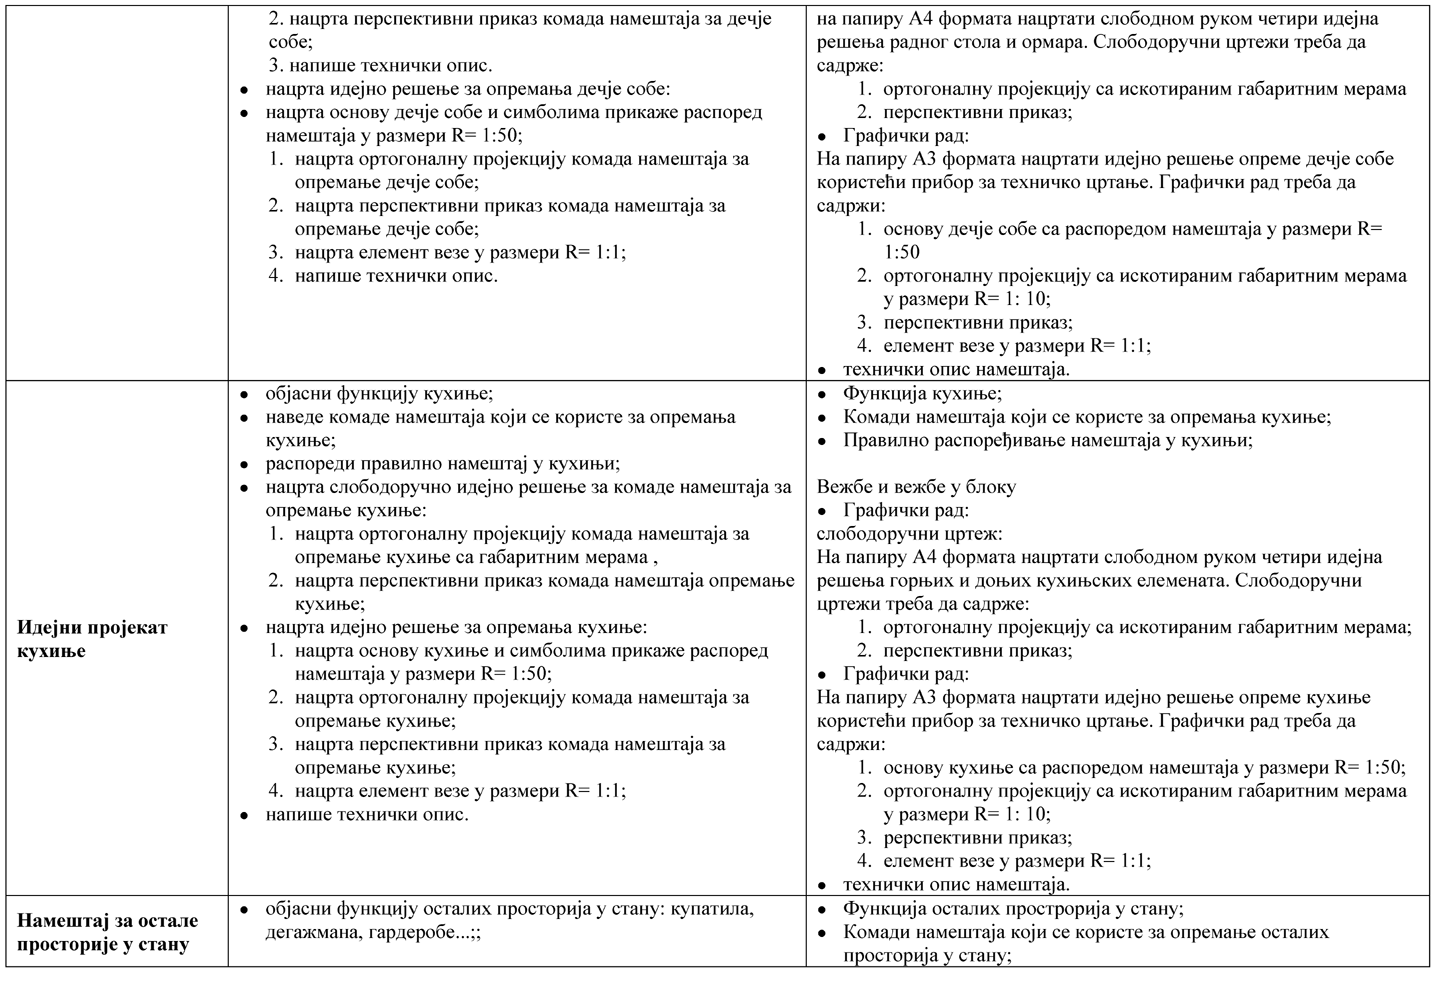 2. нацрта перспективни приказ комада намештаја за дечје
собе;
3. напише технички опис.
● нацрта идејно решење за опремања дечје собе:
● нацрта основу дечје собе и симболима прикаже распоред
намештаја у размери R= 1:50;
1. нацрта ортогоналну пројекцију комада намештаја за
опремање дечје собе;
2. нацрта перспективни приказ комада намештаја за
опремање дечје собе;
3. нацрта елемент везе у размери R= 1:1;
4. напише технички опис.
на папиру А4 формата нацртати слободном руком четири идејна
решења радног стола и ормара. Слободоручни цртежи треба да
садрже:
1. ортогоналну пројекцију са искотираним габаритним мерама
2. перспективни приказ;
● Графички рад:
На папиру А3 формата нацртати идејно решење опреме дечје собе
користећи прибор за техничко цртање. Графички рад треба да
садржи:
1. основу дечје собе са распоредом намештаја у размери R=
1:50
2. ортогоналну пројекцију са искотираним габаритним мерама
у размери R= 1: 10;
3. перспективни приказ;
4. елемент везе у размери R= 1:1;
● технички опис намештаја.
Идејни пројекат
кухиње
● објасни функцију кухиње;
● наведе комаде намештаја који се користе за опремања
кухиње;
● распореди правилно намештај у кухињи;
● нацрта слободоручно идејно решење за комаде намештаја за
опремање кухиње:
1. нацрта ортогоналну пројекцију комада намештаја за
опремање кухиње са габаритним мерама ,
2. нацрта перспективни приказ комада намештаја опремање
кухиње;
● нацрта идејно решење за опремања кухиње:
1. нацрта основу кухиње и симболима прикаже распоред
намештаја у размери R= 1:50;
2. нацрта ортогоналну пројекцију комада намештаја за
опремање кухиње;
3. нацрта перспективни приказ комада намештаја за
опремање кухиње;
4. нацрта елемент везе у размери R= 1:1;
● напише технички опис.
● Функција кухиње;
● Комади намештаја који се користе за опремања кухиње;
● Правилно распоређивање намештаја у кухињи;
Вежбе и вежбе у блоку
● Графички рад:
слободоручни цртеж:
На папиру А4 формата нацртати слободном руком четири идејна
решења горњих и доњих кухињских елемената. Слободоручни
цртежи треба да садрже:
1. ортогоналну пројекцију са искотираним габаритним мерама;
2. перспективни приказ;
● Графички рад:
На папиру А3 формата нацртати идејно решење опреме кухиње
користећи прибор за техничко цртање. Графички рад треба да
садржи:
1. основу кухиње са распоредом намештаја у размери R= 1:50;
2. ортогоналну пројекцију са искотираним габаритним мерама
у размери R= 1: 10;
3. рерспективни приказ;
4. елемент везе у размери R= 1:1;
● технички опис намештаја.
Намештај за остале
просторије у стану
● објасни функцију осталих просторија у стану: купатила,
дегажмана, гардеробе...;;
● Функција осталих простророрија у стану;
● Комади намештаја који се користе за опремање осталих
просторија у стану;